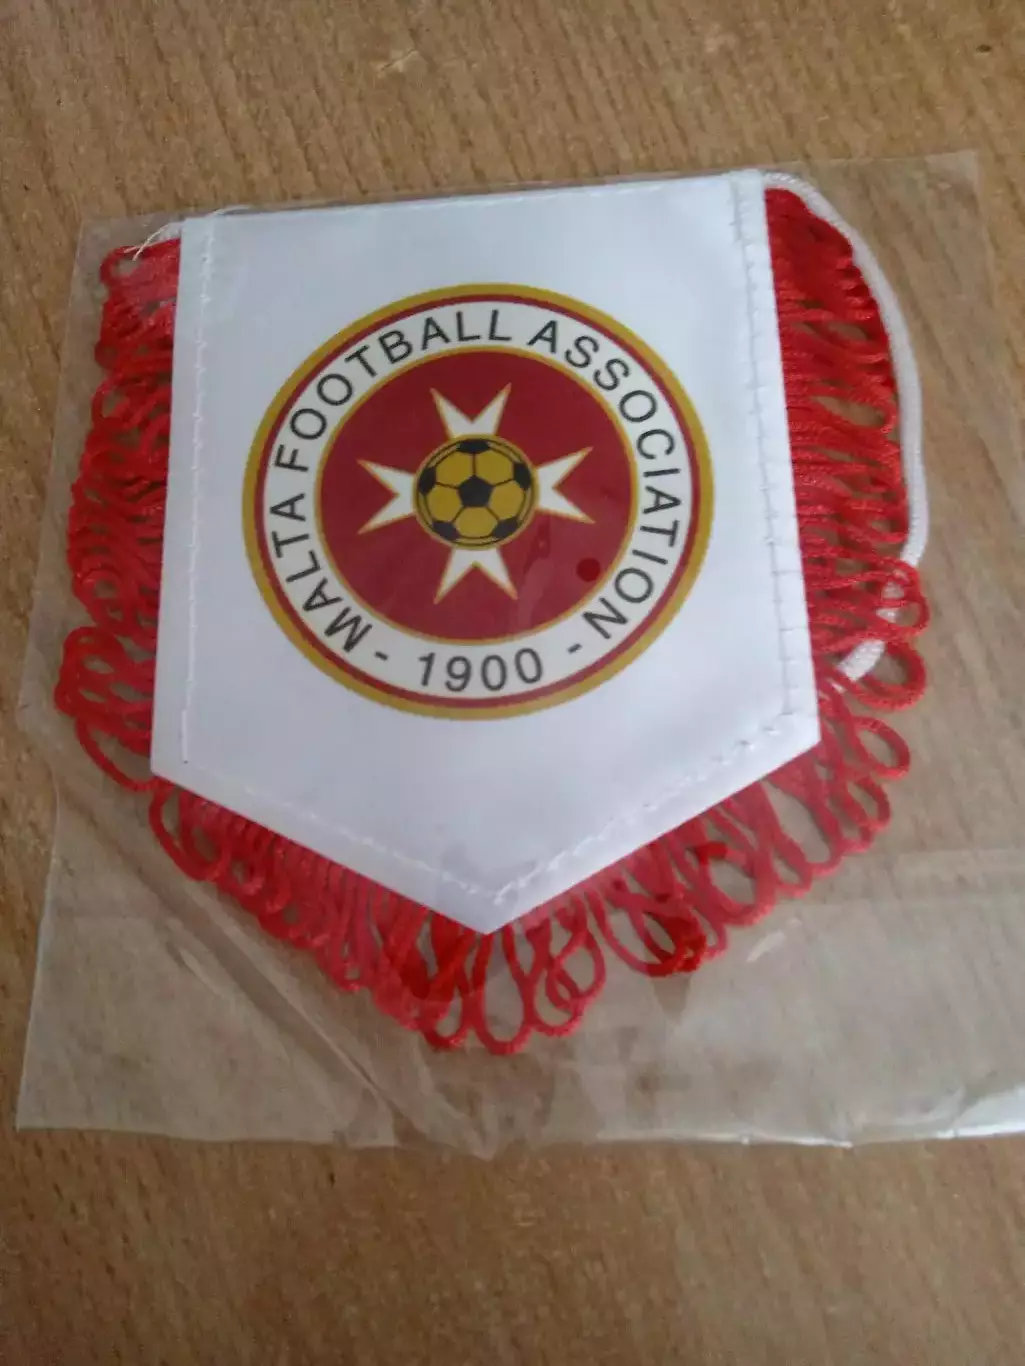 MALTA FOOTBALL ASSOCIATION
- 1900 -